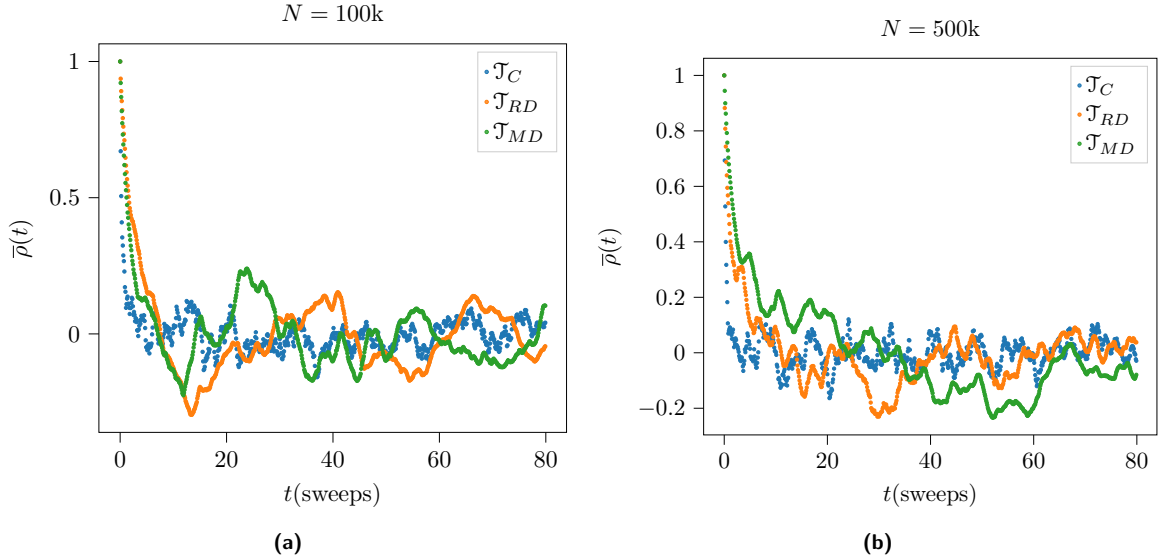 N = 100k
1
0.5
0
ρ̅(t)
𝒯_C
𝒯_RD
𝒯_MD
0
20
40
60
80
t(sweeps)
(a)
N = 500k
1
0.8
0.6
0.4
0.2
0
−0.2
ρ̅(t)
𝒯_C
𝒯_RD
𝒯_MD
0
20
40
60
80
t(sweeps)
(b)